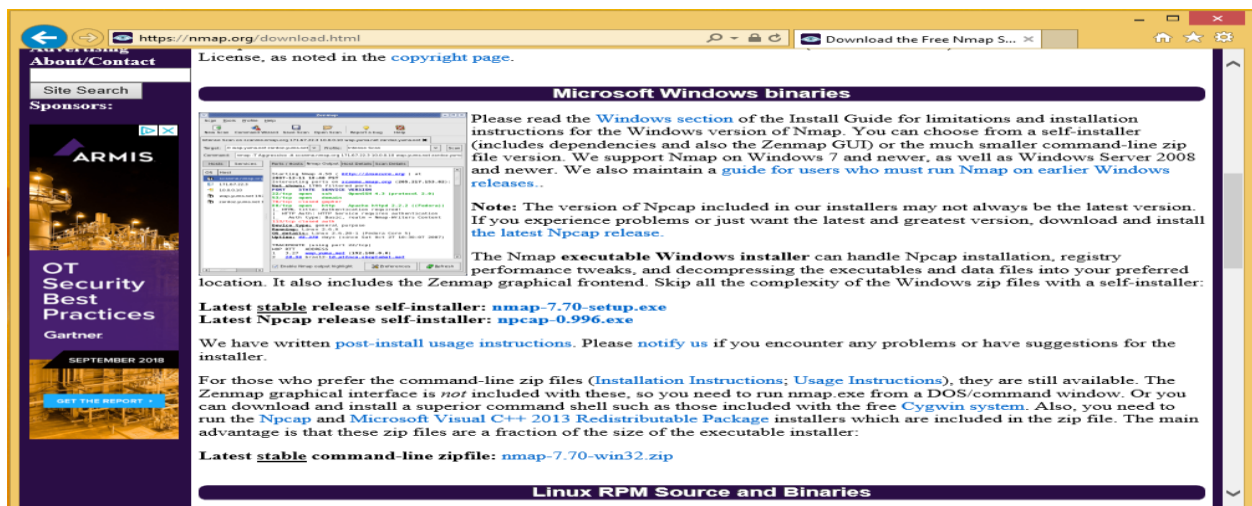 https://nmap.org/download.html
Download the Free Nmap S...
Advertising
About/Contact
Site Search
Sponsors:
ARMIS
OT
Security
Best
Practices
Gartner
SEPTEMBER 2018
GET THE REPORT
License, as noted in the copyright page.
Microsoft Windows binaries
Please read the Windows section of the Install Guide for limitations and installation
instructions for the Windows version of Nmap. You can choose from a self-installer
(includes dependencies and also the Zenmap GUI) or the much smaller command-line zip
file version. We support Nmap on Windows 7 and newer, as well as Windows Server 2008
and newer. We also maintain a guide for users who must run Nmap on earlier Windows
releases..
Note: The version of Npcap included in our installers may not always be the latest version.
If you experience problems or just want the latest and greatest version, download and install
the latest Npcap release.
The Nmap executable Windows installer can handle Npcap installation, registry
performance tweaks, and decompressing the executables and data files into your preferred
location. It also includes the Zenmap graphical frontend. Skip all the complexity of the Windows zip files with a self-installer:
Latest stable release self-installer: nmap-7.70-setup.exe
Latest Npcap release self-installer: npcap-0.996.exe
We have written post-install usage instructions. Please notify us if you encounter any problems or have suggestions for the
installer.
For those who prefer the command-line zip files (Installation Instructions; Usage Instructions), they are still available. The
Zenmap graphical interface is not included with these, so you need to run nmap.exe from a DOS/command window. Or you
can download and install a superior command shell such as those included with the free Cygwin system. Also, you need to
run the Npcap and Microsoft Visual C++ 2013 Redistributable Package installers which are included in the zip file. The main
advantage is that these zip files are a fraction of the size of the executable installer:
Latest stable command-line zipfile: nmap-7.70-win32.zip
Linux RPM Source and Binaries